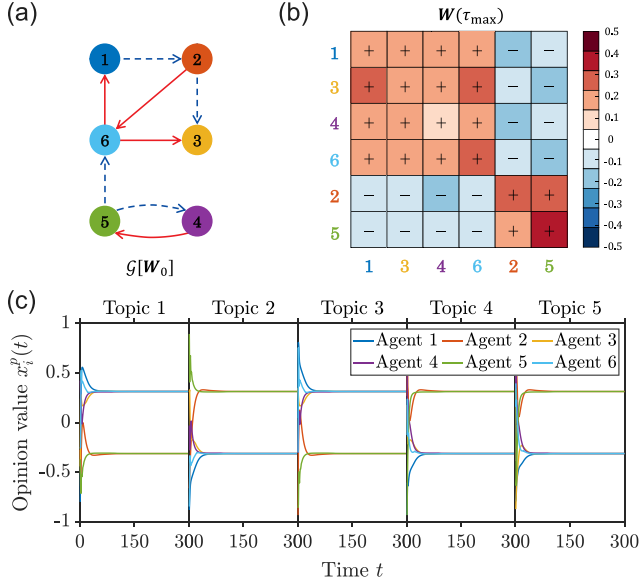 (a)
1
2
6
3
5
4
𝒢[W₀]
(b)
W(τmax)
1 + + + + − −
3 + + + + − −
4 + + + + − −
6 + + + + − −
2 − − − − + +
5 − − − − + +
1 3 4 6 2 5
0.5
0.4
0.3
0.2
0.1
0
-0.1
-0.2
-0.3
-0.4
-0.5
(c)
Topic 1 Topic 2 Topic 3 Topic 4 Topic 5
Opinion value xᵢᵖ(t)
1
0.5
0
-0.5
-1
Agent 1 Agent 2 Agent 3
Agent 4 Agent 5 Agent 6
0 150 300 150 300 150 300 150 300 150 300
Time t